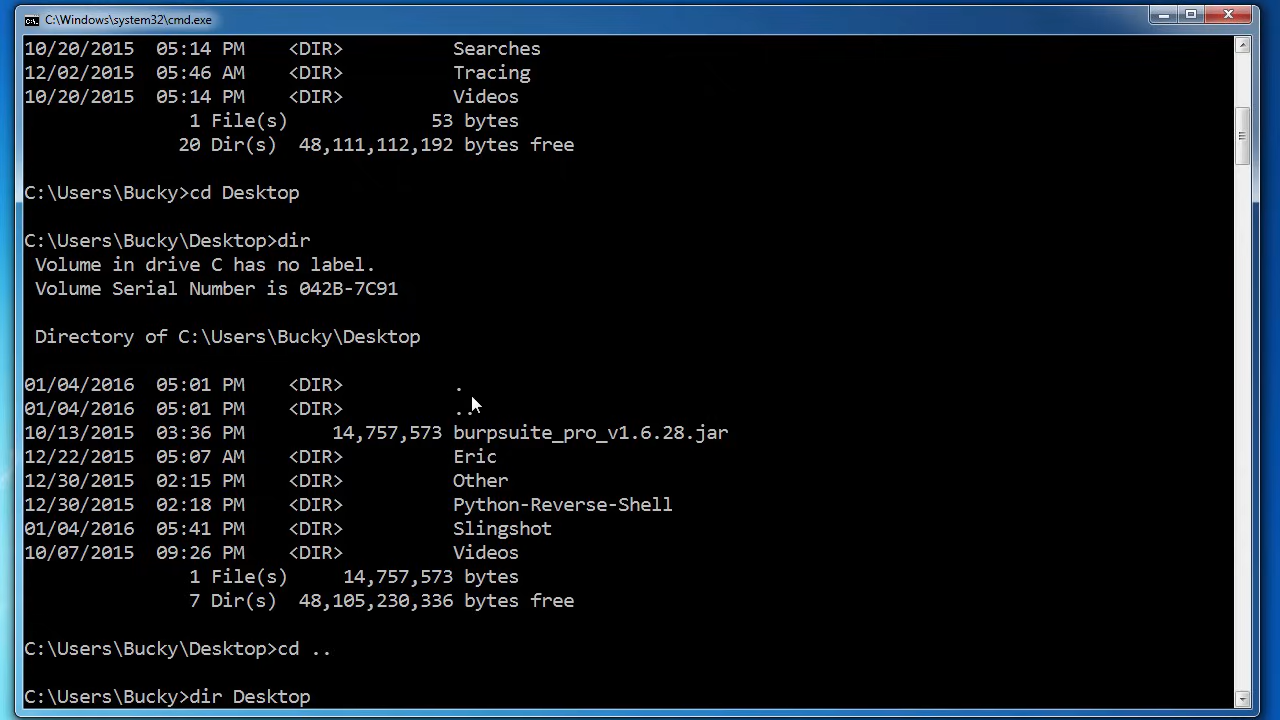 C:\Windows\system32\cmd.exe
10/20/2015  05:14 PM    <DIR>          Searches
12/02/2015  05:46 AM    <DIR>          Tracing
10/20/2015  05:14 PM    <DIR>          Videos
               1 File(s)             53 bytes
              20 Dir(s)  48,111,112,192 bytes free
C:\Users\Bucky>cd Desktop
C:\Users\Bucky\Desktop>dir
 Volume in drive C has no label.
 Volume Serial Number is 042B-7C91
 Directory of C:\Users\Bucky\Desktop
01/04/2016  05:01 PM    <DIR>          .
01/04/2016  05:01 PM    <DIR>          ..
10/13/2015  03:36 PM        14,757,573 burpsuite_pro_v1.6.28.jar
12/22/2015  05:07 AM    <DIR>          Eric
12/30/2015  02:15 PM    <DIR>          Other
12/30/2015  02:18 PM    <DIR>          Python-Reverse-Shell
01/04/2016  05:41 PM    <DIR>          Slingshot
10/07/2015  09:26 PM    <DIR>          Videos
               1 File(s)     14,757,573 bytes
               7 Dir(s)  48,105,230,336 bytes free
C:\Users\Bucky\Desktop>cd ..
C:\Users\Bucky>dir Desktop